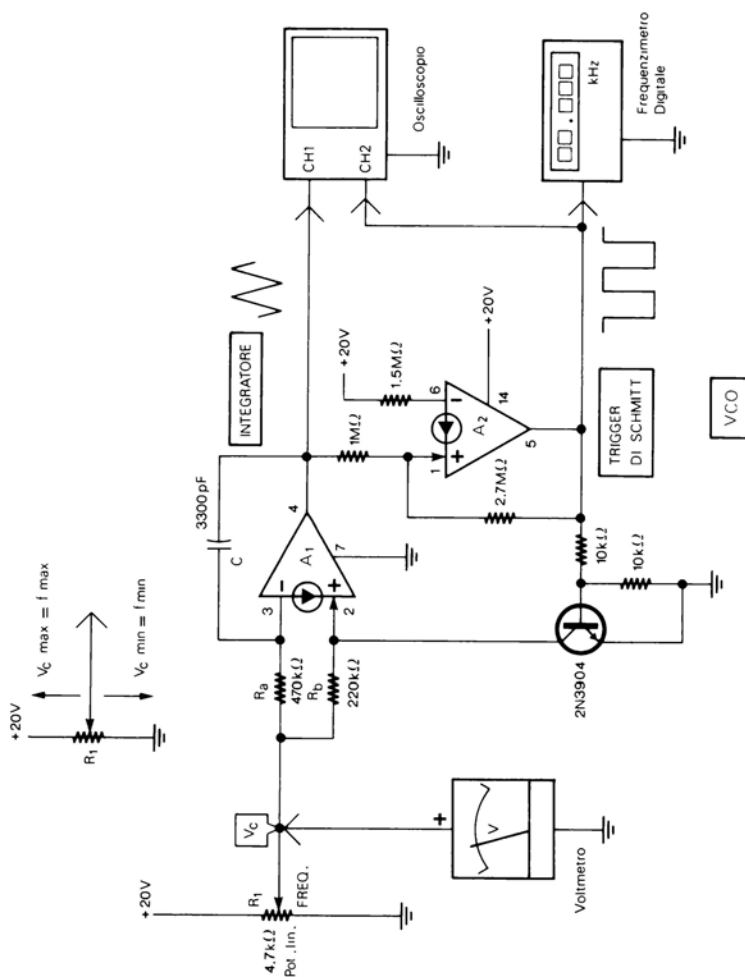 +20V
R1
Vc max = f max
Vc min = f min
+20V
R1
4.7kΩ
Pot. lin.
FREQ.
Vc
+
V
Voltmetro
Ra
470kΩ
Rb
220kΩ
3300pF
C
3
2
A1
4
7
INTEGRATORE
1MΩ
+20V
1.5MΩ
6
1
A2
14
+20V
5
2.7MΩ
10kΩ
10kΩ
2N3904
TRIGGER
DI SCHMITT
VCO
CH1
CH2
Oscilloscopio
kHz
Frequenzimetro
Digitale